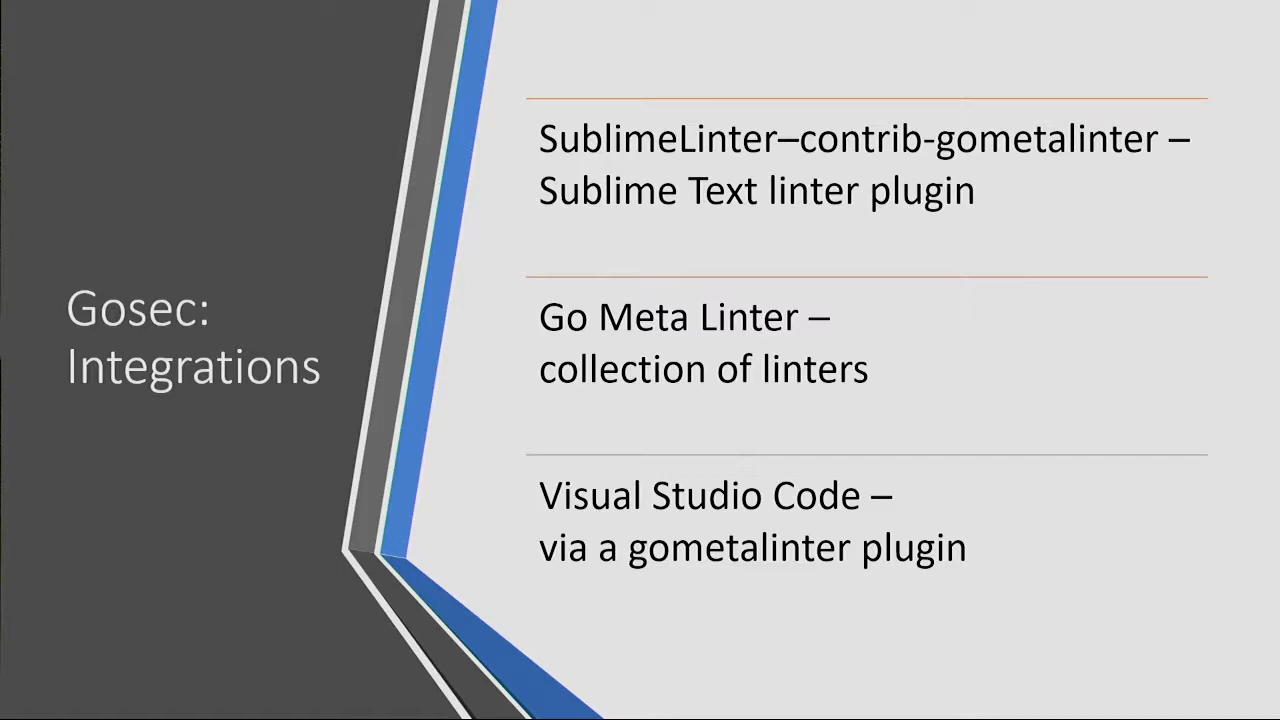 Gosec:
Integrations
SublimeLinter–contrib-gometalinter –
Sublime Text linter plugin
Go Meta Linter –
collection of linters
Visual Studio Code –
via a gometalinter plugin